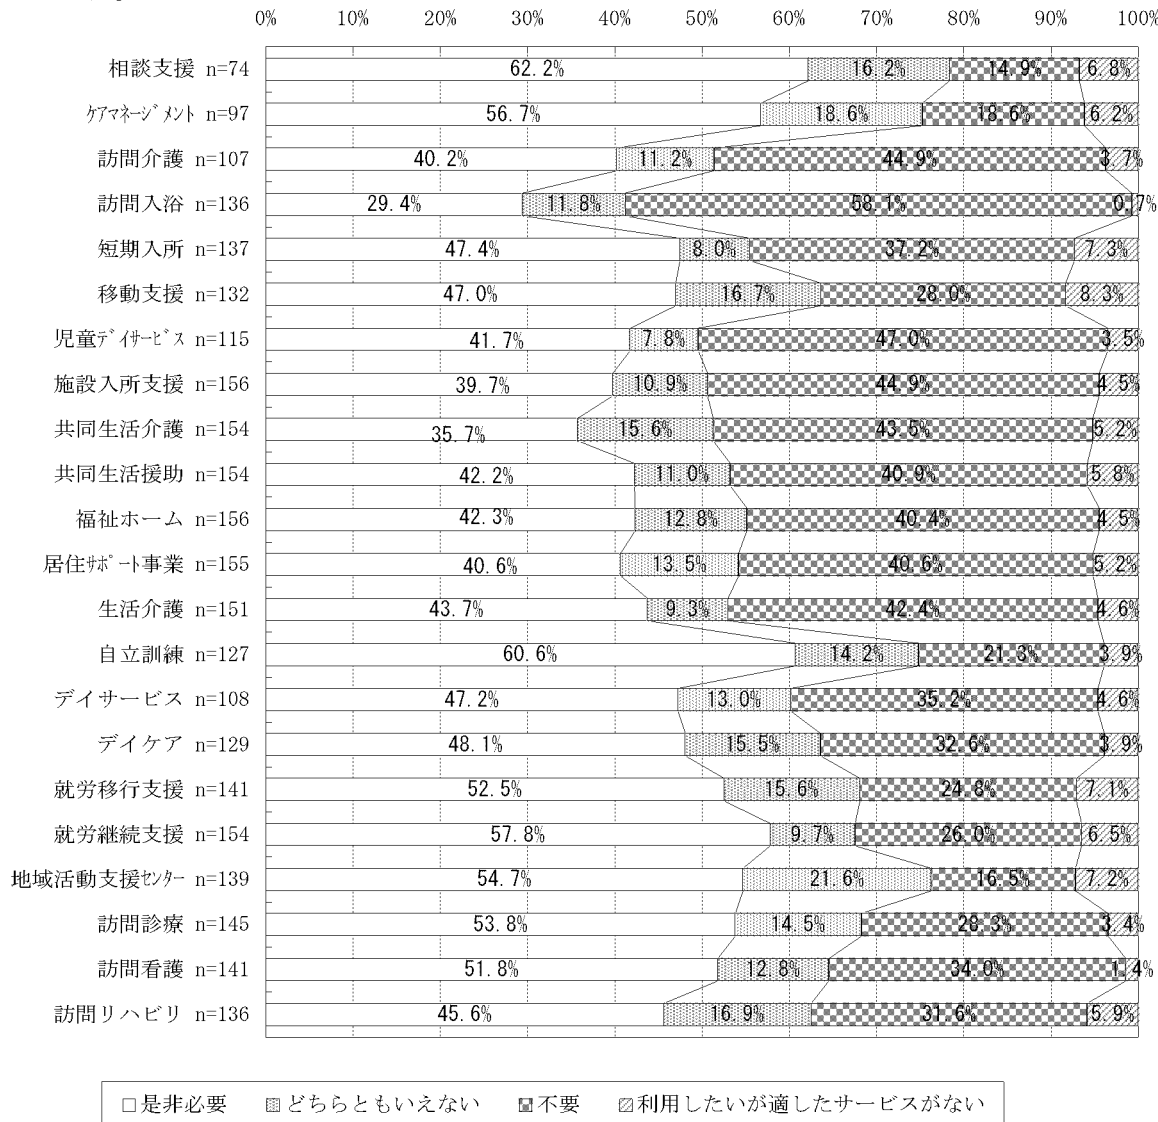 0% 10% 20% 30% 40% 50% 60% 70% 80% 90% 100%
相談支援 n=74 62.2% 16.2% 14.9% 6.8%
ｹｱﾏﾈｰｼﾞﾒﾝﾄ n=97 56.7% 18.6% 18.6% 6.2%
訪問介護 n=107 40.2% 11.2% 44.9% 3.7%
訪問入浴 n=136 29.4% 11.8% 58.1% 0.7%
短期入所 n=137 47.4% 8.0% 37.2% 7.3%
移動支援 n=132 47.0% 16.7% 28.0% 8.3%
児童ﾃﾞｲｻｰﾋﾞｽ n=115 41.7% 7.8% 47.0% 3.5%
施設入所支援 n=156 39.7% 10.9% 44.9% 4.5%
共同生活介護 n=154 35.7% 15.6% 43.5% 5.2%
共同生活援助 n=154 42.2% 11.0% 40.9% 5.8%
福祉ホーム n=156 42.3% 12.8% 40.4% 4.5%
居住ｻﾎﾟｰﾄ事業 n=155 40.6% 13.5% 40.6% 5.2%
生活介護 n=151 43.7% 9.3% 42.4% 4.6%
自立訓練 n=127 60.6% 14.2% 21.3% 3.9%
デイサービス n=108 47.2% 13.0% 35.2% 4.6%
デイケア n=129 48.1% 15.5% 32.6% 3.9%
就労移行支援 n=141 52.5% 15.6% 24.8% 7.1%
就労継続支援 n=154 57.8% 9.7% 26.0% 6.5%
地域活動支援ｾﾝﾀｰ n=139 54.7% 21.6% 16.5% 7.2%
訪問診療 n=145 53.8% 14.5% 28.3% 3.4%
訪問看護 n=141 51.8% 12.8% 34.0% 1.4%
訪問リハビリ n=136 45.6% 16.9% 31.6% 5.9%
是非必要 どちらともいえない 不要 利用したいが適したサービスがない